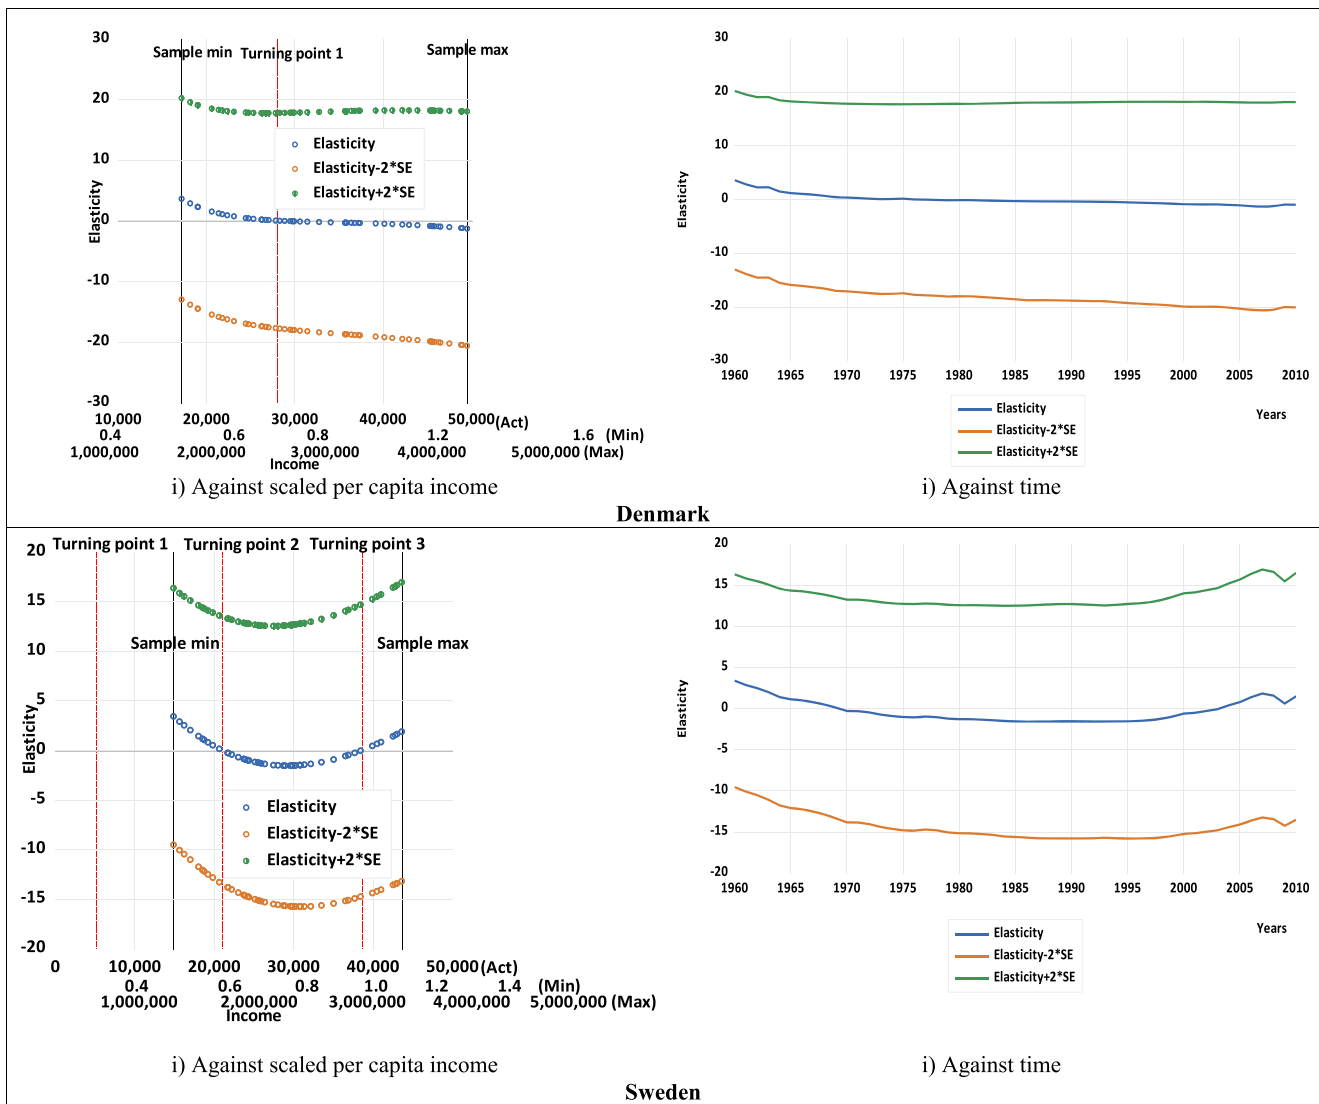 30
20
10
0
-10
-20
-30
Elasticity
Sample min
Turning point 1
Sample max
Elasticity
Elasticity-2*SE
Elasticity+2*SE
10,000 20,000 30,000 40,000 50,000 (Act)
0.4 0.6 0.8 1.2 1.6 (Min)
1,000,000 2,000,000 3,000,000 4,000,000 5,000,000 (Max)
Income
i) Against scaled per capita income
30
20
10
0
-10
-20
-30
Elasticity
1960 1965 1970 1975 1980 1985 1990 1995 2000 2005 2010
Years
Elasticity
Elasticity-2*SE
Elasticity+2*SE
i) Against time
Denmark
20
15
10
5
0
-5
-10
-15
-20
Elasticity
Turning point 1 Turning point 2 Turning point 3
Sample min
Sample max
Elasticity
Elasticity-2*SE
Elasticity+2*SE
0 10,000 20,000 30,000 40,000 50,000 (Act)
0.4 0.6 0.8 1.0 1.2 1.4 (Min)
1,000,000 2,000,000 3,000,000 4,000,000 5,000,000 (Max)
Income
i) Against scaled per capita income
20
15
10
5
0
-5
-10
-15
-20
Elasticity
1960 1965 1970 1975 1980 1985 1990 1995 2000 2005 2010
Years
Elasticity
Elasticity-2*SE
Elasticity+2*SE
i) Against time
Sweden